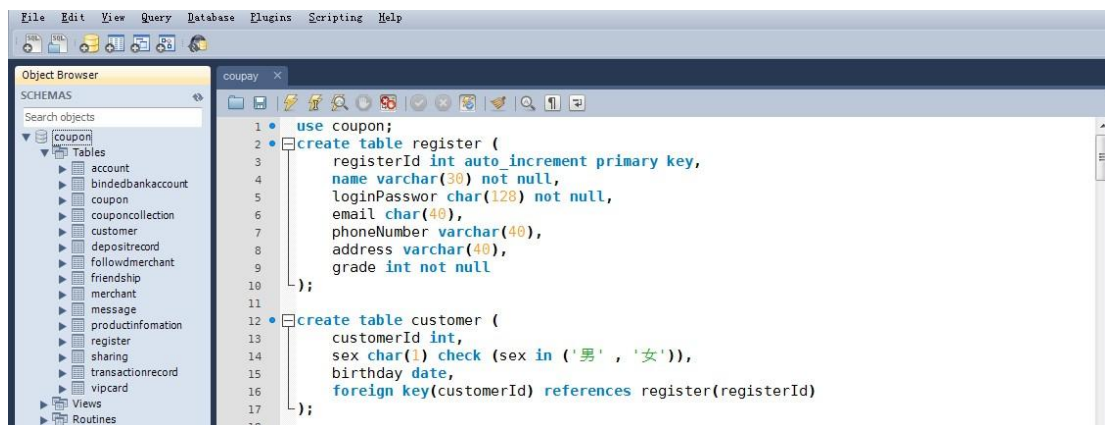 File Edit View Query Database Plugins Scripting Help
Object Browser
SCHEMAS
Search objects
coupon
Tables
account
bindedbankaccount
coupon
couponcollection
customer
depositrecord
followdmerchant
friendship
merchant
message
productinfomation
register
sharing
transactionrecord
vipcard
Views
Routines
coupay
1 use coupon;
2 create table register (
3 registerId int auto_increment primary key,
4 name varchar(30) not null,
5 loginPasswor char(128) not null,
6 email char(40),
7 phoneNumber varchar(40),
8 address varchar(40),
9 grade int not null
10 );
11
12 create table customer (
13 customerId int,
14 sex char(1) check (sex in ('男' , '女')),
15 birthday date,
16 foreign key(customerId) references register(registerId)
17 );